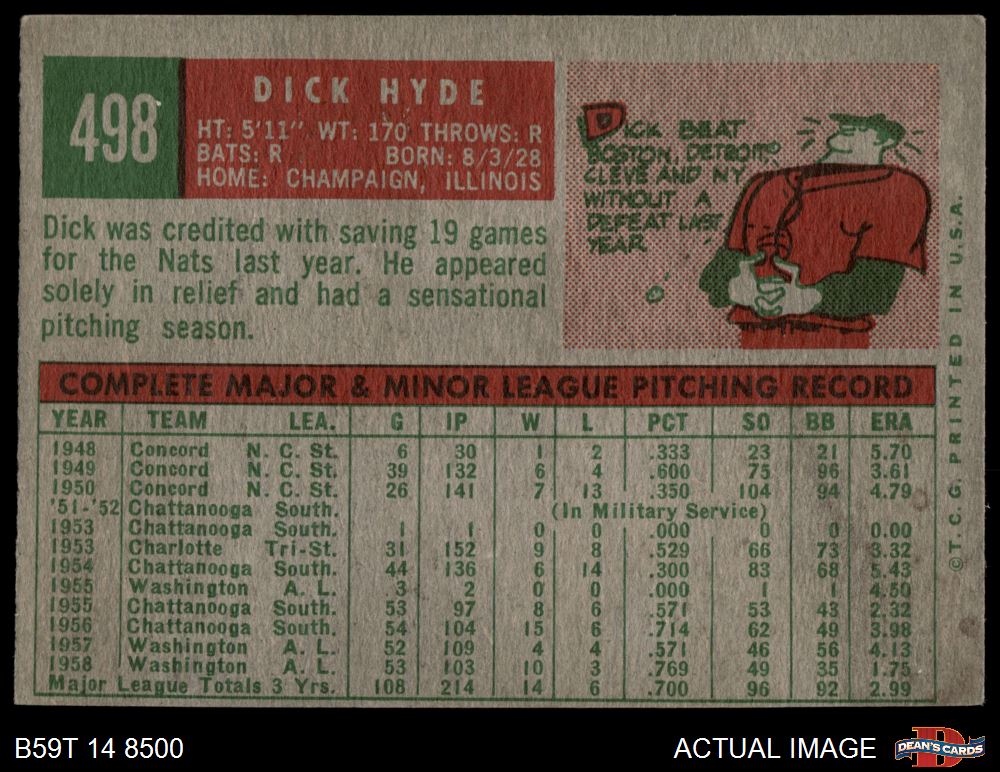 498
DICK HYDE
HT: 5'11" WT: 170 THROWS: R
BATS: R BORN: 8/3/28
HOME: CHAMPAIGN, ILLINOIS
DICK BEAT
BOSTON, DETROIT,
CLEVE AND NY
WITHOUT A
DEFEAT LAST
YEAR
Dick was credited with saving 19 games
for the Nats last year. He appeared
solely in relief and had a sensational
pitching season.
COMPLETE MAJOR & MINOR LEAGUE PITCHING RECORD
YEAR TEAM LEA. G IP W L PCT SO BB ERA
1948 Concord N. C. St. 6 30 1 2 .333 23 21 5.70
1949 Concord N. C. St. 39 132 6 4 .600 75 96 3.61
1950 Concord N. C. St. 26 141 7 13 .350 104 94 4.79
'51-'52 Chattanooga South. (In Military Service)
1953 Chattanooga South. 1 1 0 0 .000 0 0 0.00
1953 Charlotte Tri-St. 31 152 9 8 .529 66 73 3.32
1954 Chattanooga South. 44 136 6 14 .300 83 68 5.43
1955 Washington A. L. 3 2 0 0 .000 1 1 4.50
1955 Chattanooga South. 53 97 8 6 .571 53 43 2.32
1956 Chattanooga South. 54 104 15 6 .714 62 49 3.98
1957 Washington A. L. 52 109 4 4 .571 46 56 4.13
1958 Washington A. L. 53 103 10 3 .769 49 35 1.75
Major League Totals 3 Yrs. 108 214 14 6 .700 96 92 2.99
©T.C.G. PRINTED IN U.S.A.
B59T 14 8500
ACTUAL IMAGE
DEAN'S CARDS